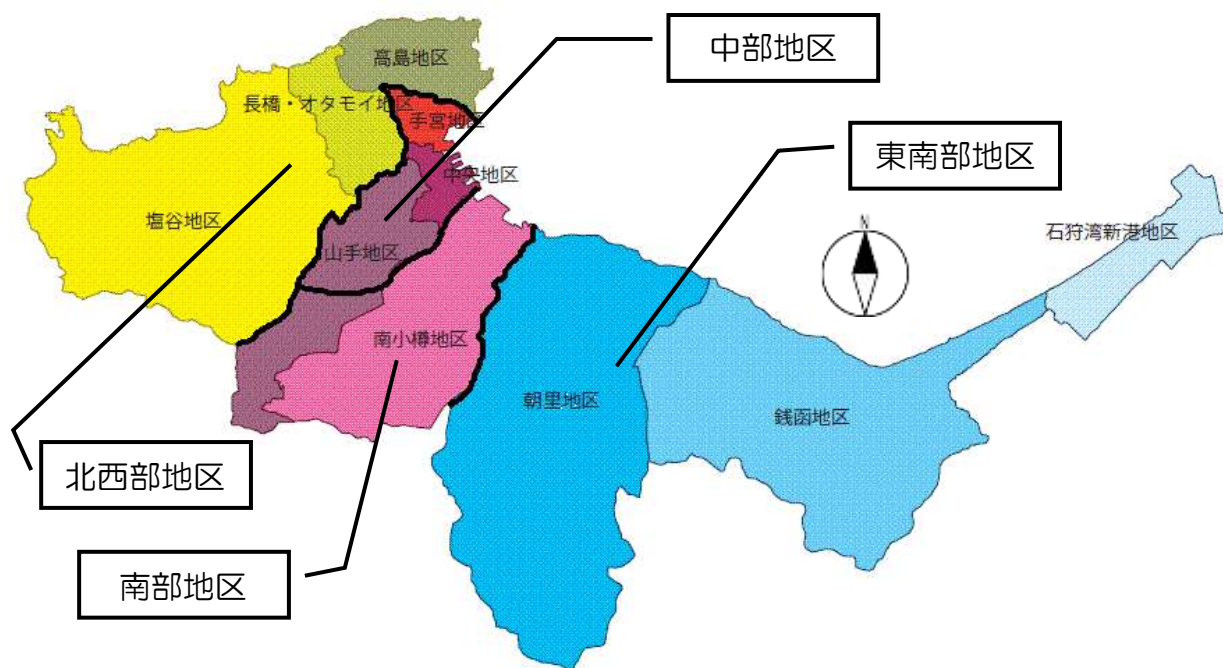 中部地区
高島地区
長橋・オタモイ地区
手宮地区
東南部地区
中央地区
塩谷地区
N
石狩湾新港地区
山手地区
南小樽地区
朝里地区
銭函地区
北西部地区
南部地区